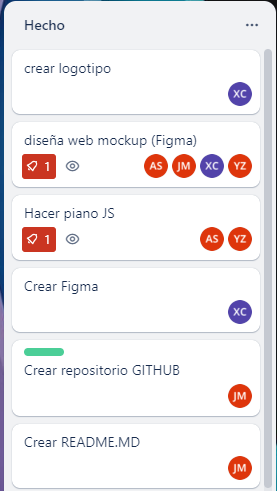 Hecho
crear logotipo
XC
diseña web mockup (Figma)
1
AS JM XC YZ
Hacer piano JS
1
AS YZ
Crear Figma
XC
Crear repositorio GITHUB
JM
Crear README.MD
JM